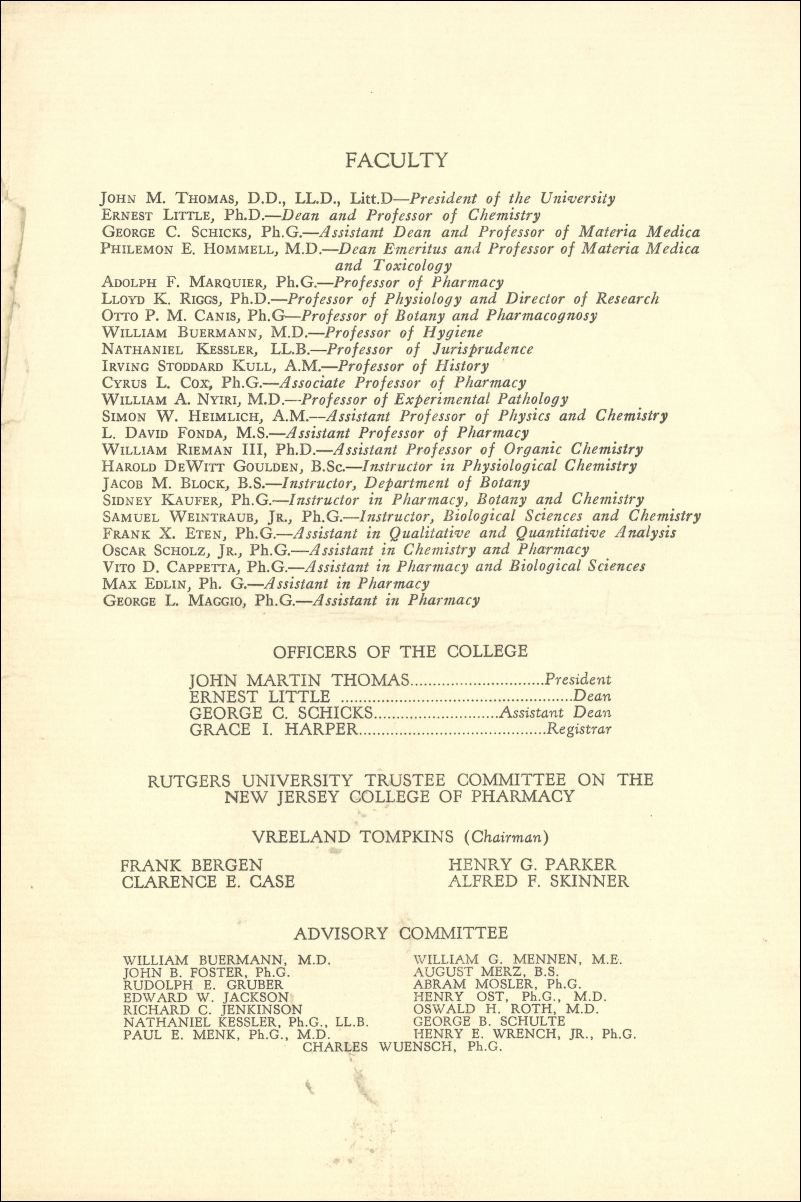 FACULTY
JOHN M. THOMAS, D.D., LL.D., Litt.D—President of the University
ERNEST LITTLE, Ph.D.—Dean and Professor of Chemistry
GEORGE C. SCHICKS, Ph.G.—Assistant Dean and Professor of Materia Medica
PHILEMON E. HOMMELL, M.D.—Dean Emeritus and Professor of Materia Medica
and Toxicology
ADOLPH F. MARQUIER, Ph.G.—Professor of Pharmacy
LLOYD K. RIGGS, Ph.D.—Professor of Physiology and Director of Research
OTTO P. M. CANIS, Ph.G—Professor of Botany and Pharmacognosy
WILLIAM BUERMANN, M.D.—Professor of Hygiene
NATHANIEL KESSLER, LL.B.—Professor of Jurisprudence
IRVING STODDARD KULL, A.M.—Professor of History
CYRUS L. COX, Ph.G.—Associate Professor of Pharmacy
WILLIAM A. NYIRI, M.D.—Professor of Experimental Pathology
SIMON W. HEIMLICH, A.M.—Assistant Professor of Physics and Chemistry
L. DAVID FONDA, M.S.—Assistant Professor of Pharmacy
WILLIAM RIEMAN III, Ph.D.—Assistant Professor of Organic Chemistry
HAROLD DEWITT GOULDEN, B.Sc.—Instructor in Physiological Chemistry
JACOB M. BLOCK, B.S.—Instructor, Department of Botany
SIDNEY KAUFER, Ph.G.—Instructor in Pharmacy, Botany and Chemistry
SAMUEL WEINTRAUB, JR., Ph.G.—Instructor, Biological Sciences and Chemistry
FRANK X. ETEN, Ph.G.—Assistant in Qualitative and Quantitative Analysis
OSCAR SCHOLZ, JR., Ph.G.—Assistant in Chemistry and Pharmacy
VITO D. CAPPETTA, Ph.G.—Assistant in Pharmacy and Biological Sciences
MAX EDLIN, Ph. G.—Assistant in Pharmacy
GEORGE L. MAGGIO, Ph.G.—Assistant in Pharmacy
OFFICERS OF THE COLLEGE
JOHN MARTIN THOMAS.............................President
ERNEST LITTLE ..................................................Dean
GEORGE C. SCHICKS...........................Assistant Dean
GRACE I. HARPER.........................................Registrar
RUTGERS UNIVERSITY TRUSTEE COMMITTEE ON THE
NEW JERSEY COLLEGE OF PHARMACY
VREELAND TOMPKINS (Chairman)
FRANK BERGEN HENRY G. PARKER
CLARENCE E. CASE ALFRED F. SKINNER
ADVISORY COMMITTEE
WILLIAM BUERMANN, M.D. WILLIAM G. MENNEN, M.E.
JOHN B. FOSTER, Ph.G. AUGUST MERZ, B.S.
RUDOLPH E. GRUBER ABRAM MOSLER, Ph.G.
EDWARD W. JACKSON HENRY OST, Ph.G., M.D.
RICHARD C. JENKINSON OSWALD H. ROTH, M.D.
NATHANIEL KESSLER, Ph.G., LL.B. GEORGE B. SCHULTE
PAUL E. MENK, Ph.G., M.D. HENRY E. WRENCH, JR., Ph.G.
CHARLES WUENSCH, Ph.G.